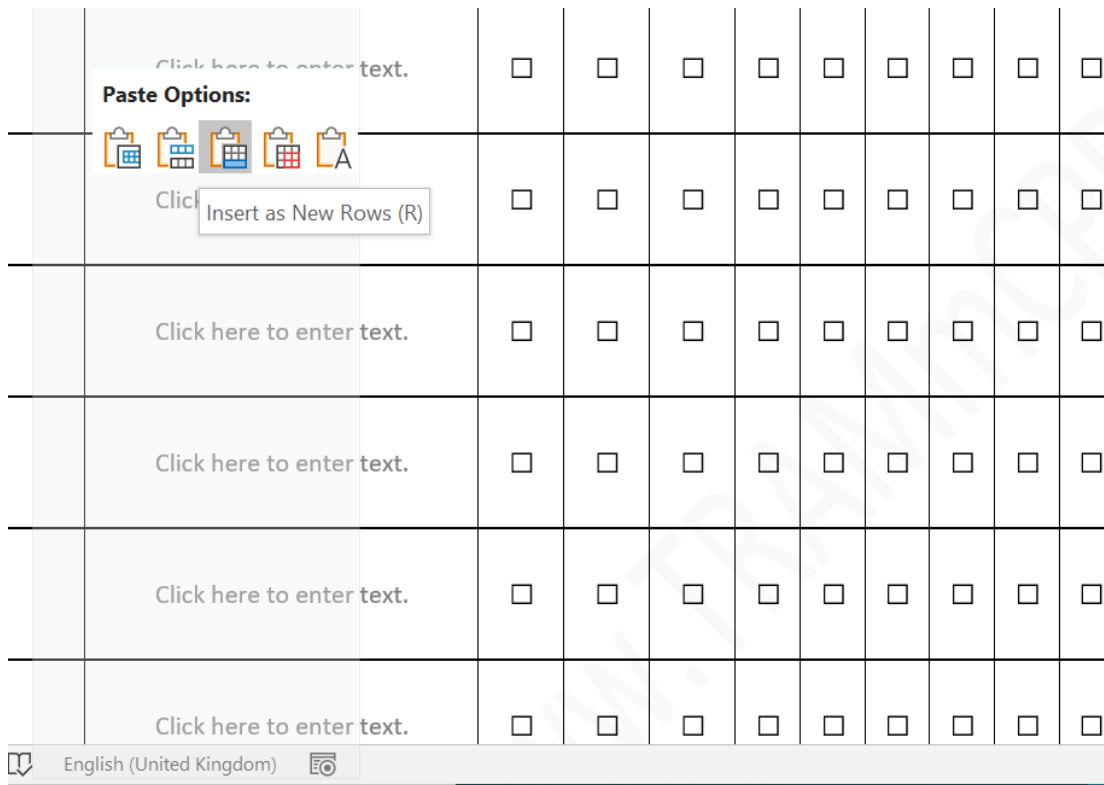 Click here to enter text.
Paste Options:
Click
Insert as New Rows (R)
Click here to enter text.
Click here to enter text.
Click here to enter text.
Click here to enter text.
English (United Kingdom)